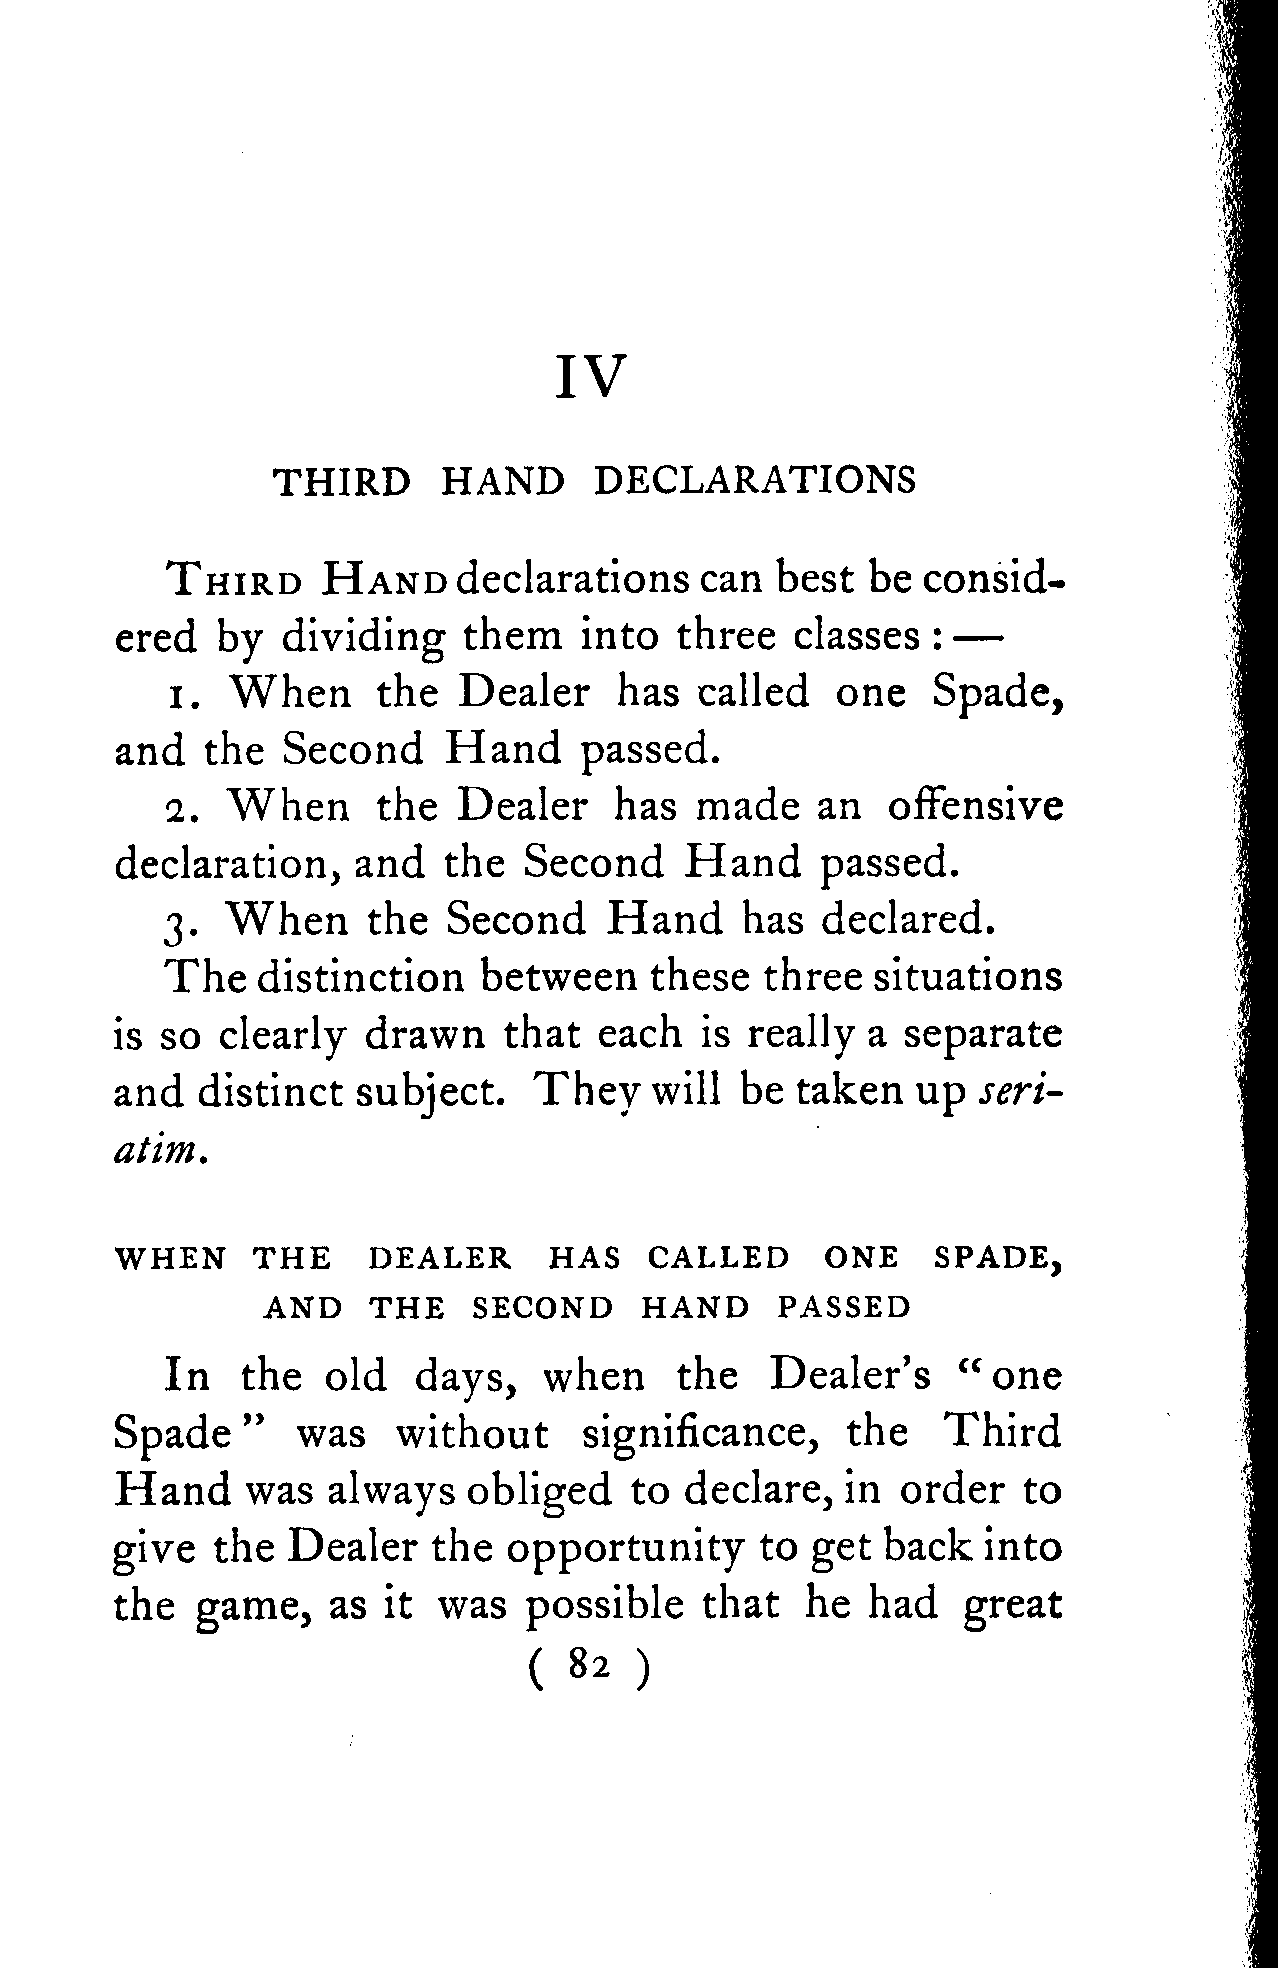 IV
THIRD HAND DECLARATIONS
THIRD HAND declarations can best be consid-
ered by dividing them into three classes : —
1. When the Dealer has called one Spade,
and the Second Hand passed.
2. When the Dealer has made an offensive
declaration, and the Second Hand passed.
3. When the Second Hand has declared.
The distinction between these three situations
is so clearly drawn that each is really a separate
and distinct subject. They will be taken up seri-
atim.
WHEN THE DEALER HAS CALLED ONE SPADE,
AND THE SECOND HAND PASSED
In the old days, when the Dealer's “one
Spade” was without significance, the Third
Hand was always obliged to declare, in order to
give the Dealer the opportunity to get back into
the game, as it was possible that he had great
( 82 )